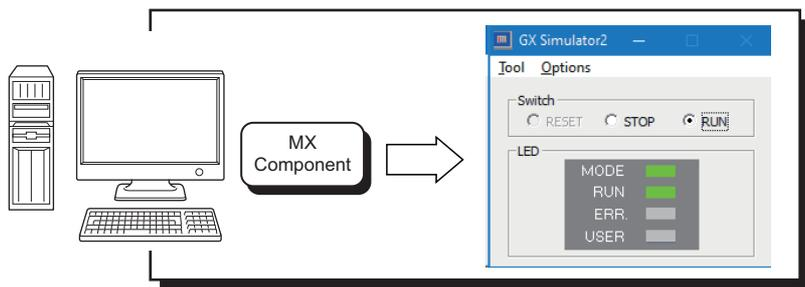 MX
Component
GX Simulator2
Tool Options
Switch
RESET STOP RUN
LED
MODE
RUN
ERR.
USER